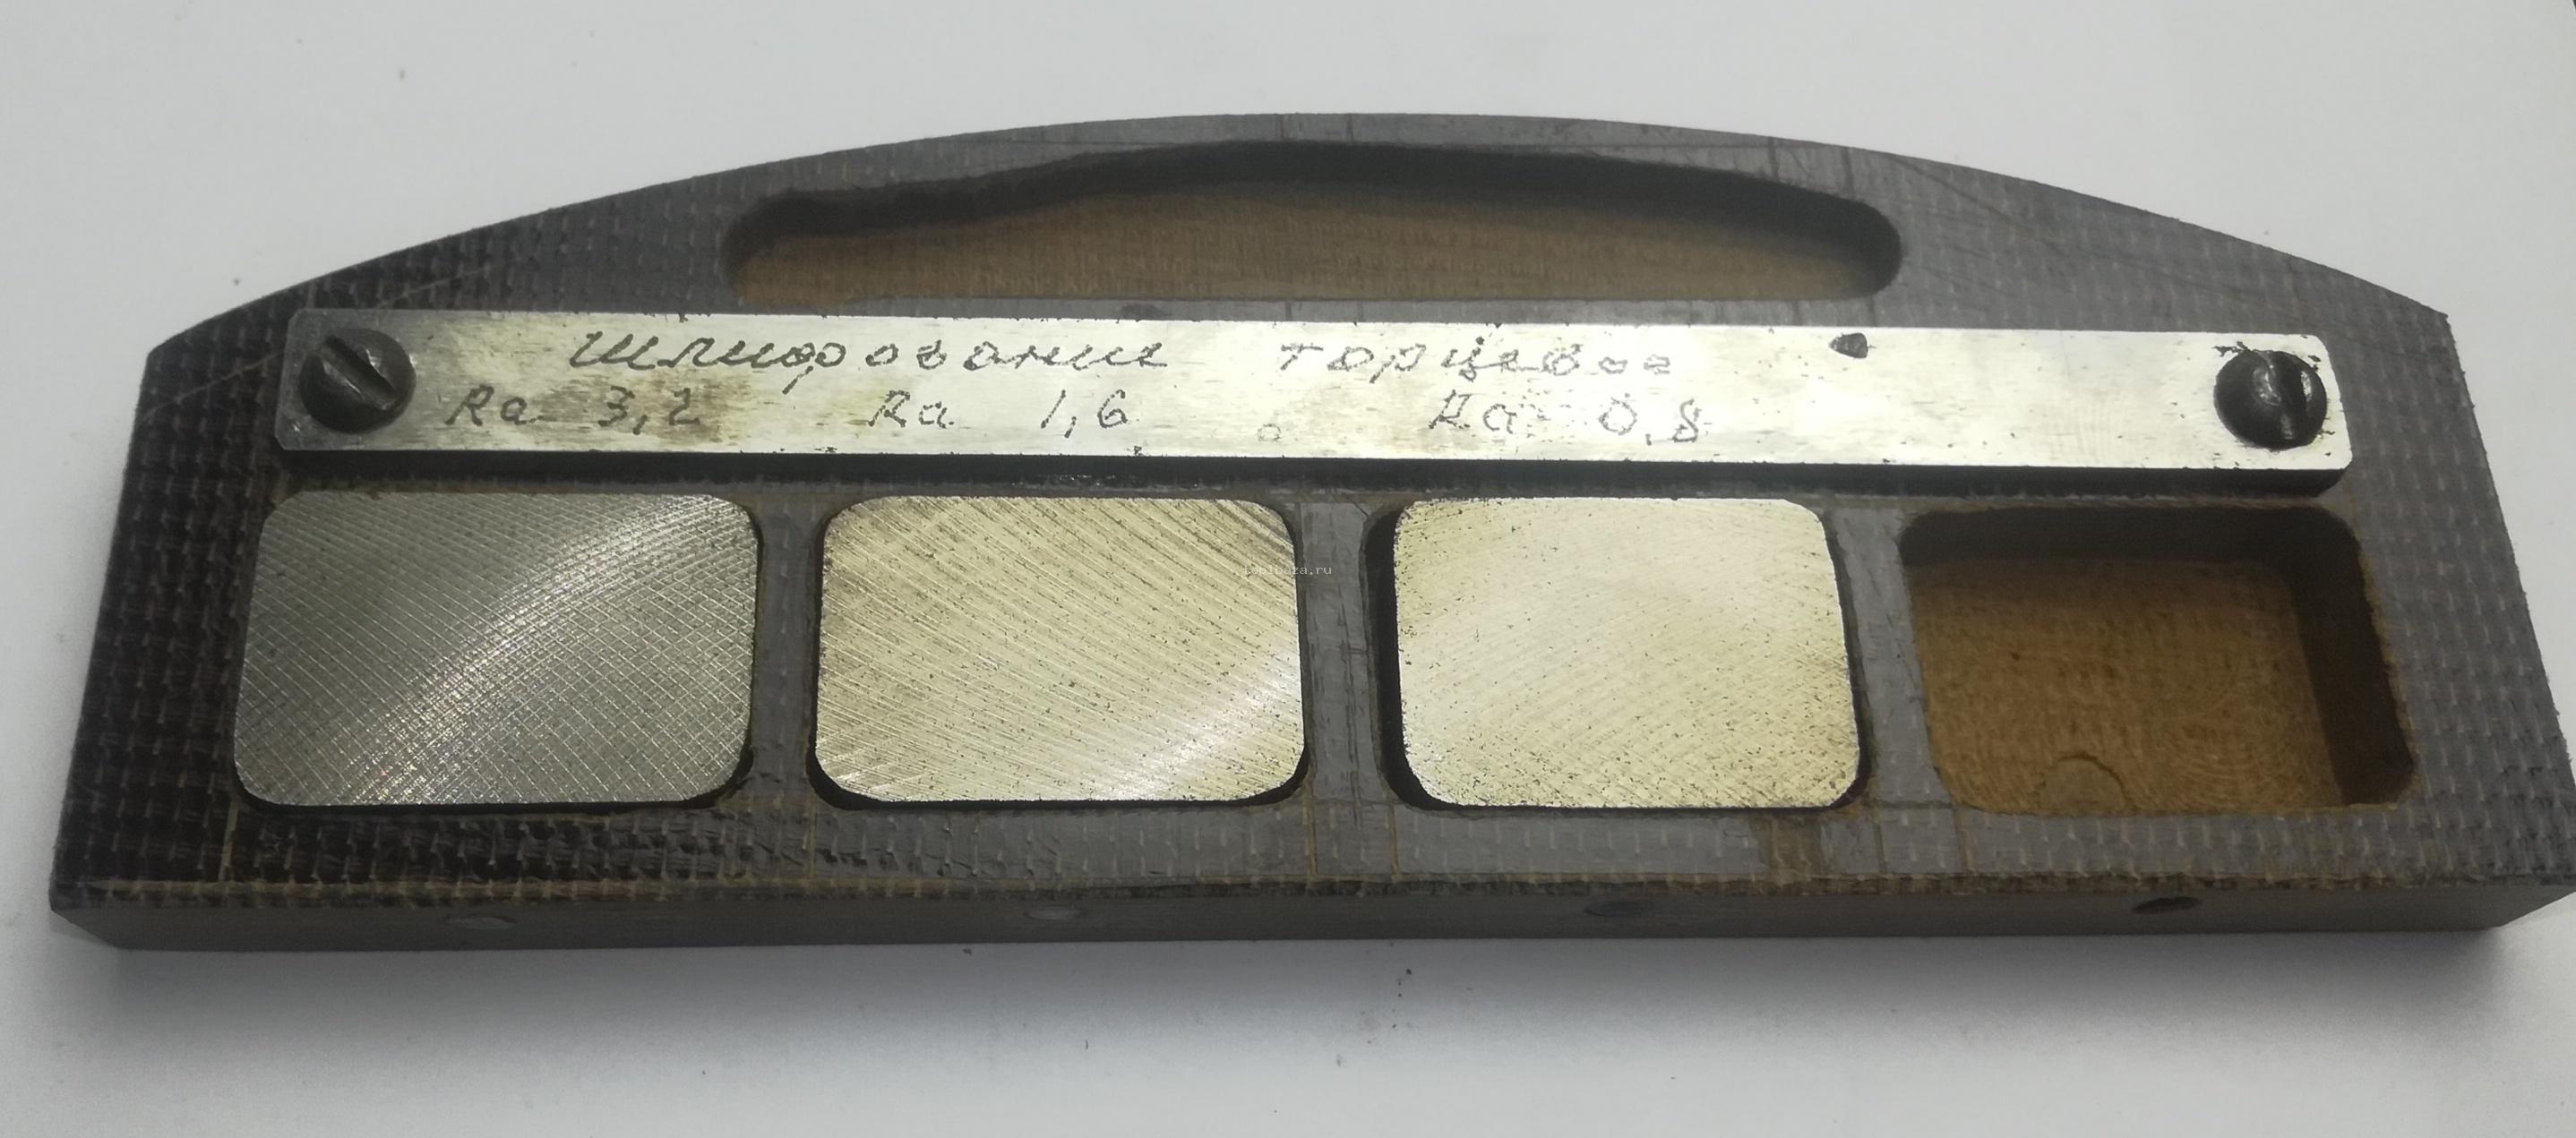 Шлифование торцевое
Ra 3,2 Ra 1,6 Ra 0,8